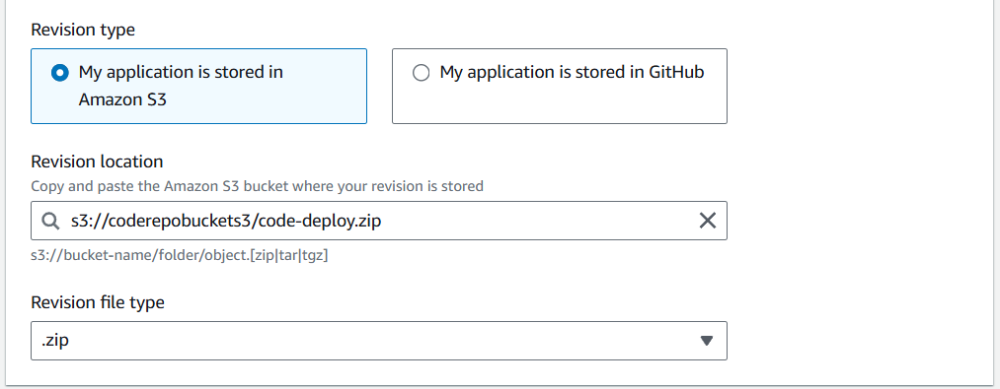 Revision type
My application is stored in
Amazon S3
My application is stored in GitHub
Revision location
Copy and paste the Amazon S3 bucket where your revision is stored
s3://coderepobuckets3/code-deploy.zip
s3://bucket-name/folder/object.[zip|tar|tgz]
Revision file type
.zip